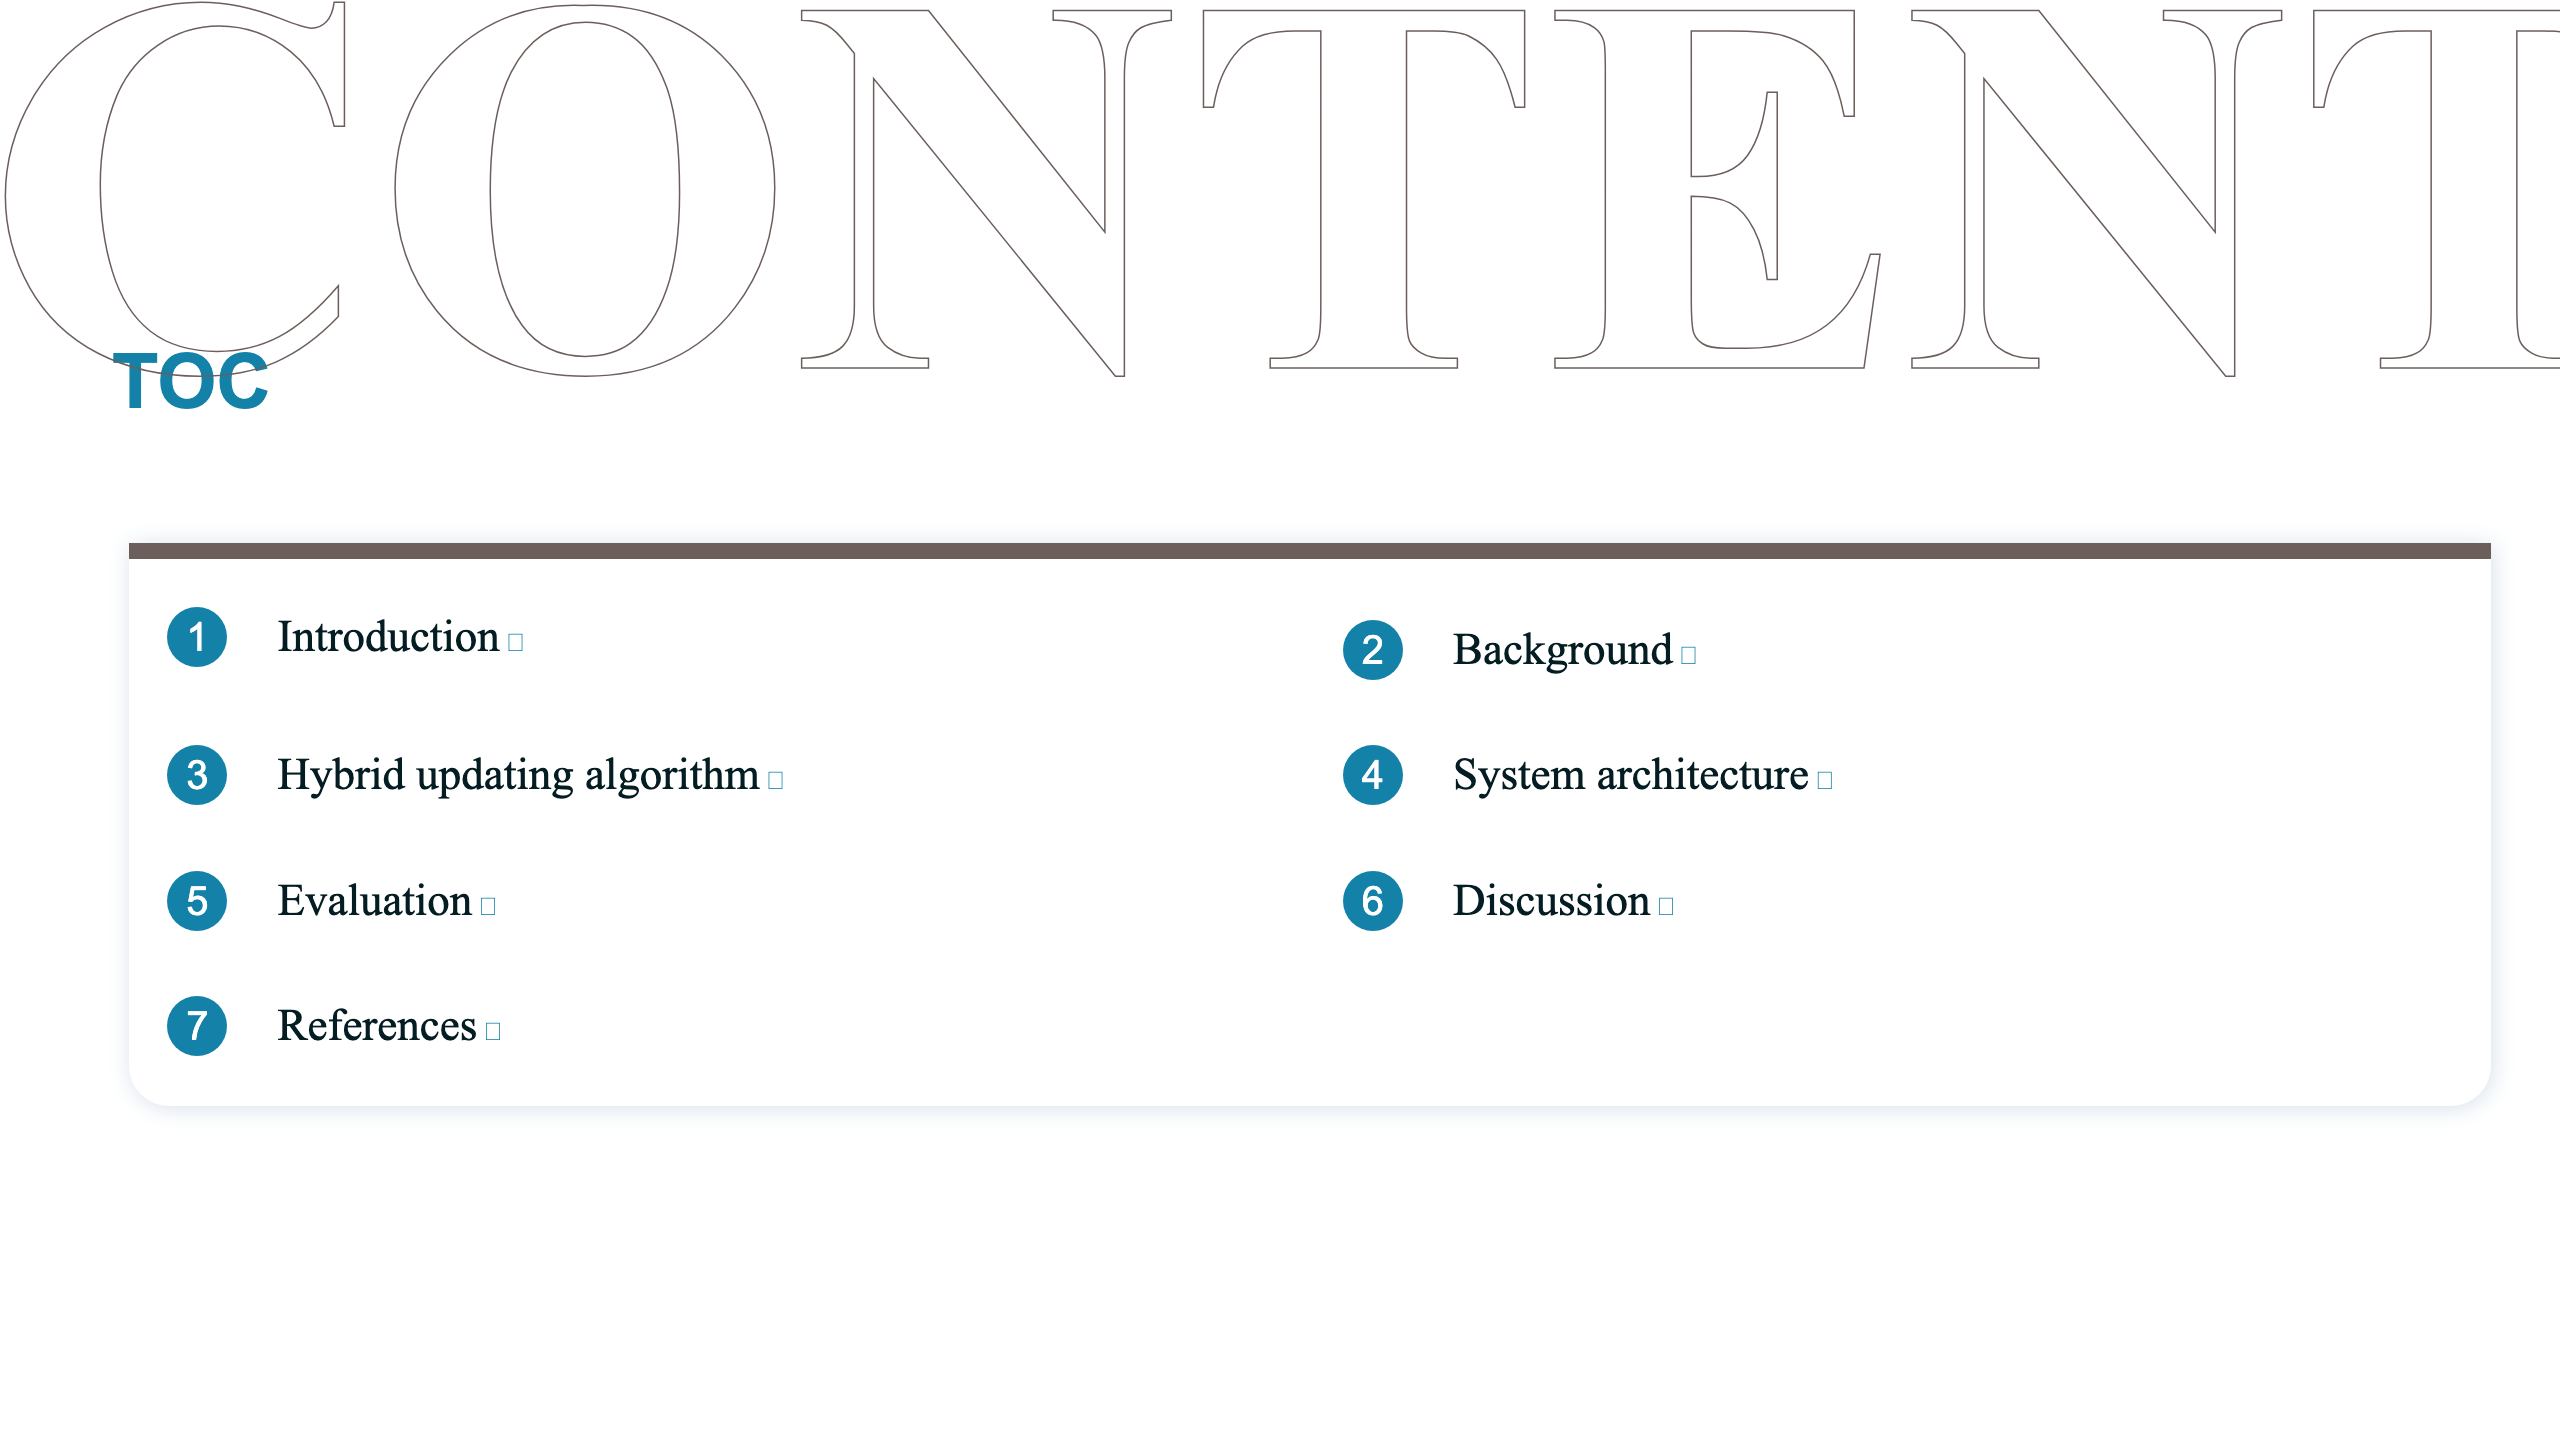 CONTENT
TOC
1 Introduction
2 Background
3 Hybrid updating algorithm
4 System architecture
5 Evaluation
6 Discussion
7 References